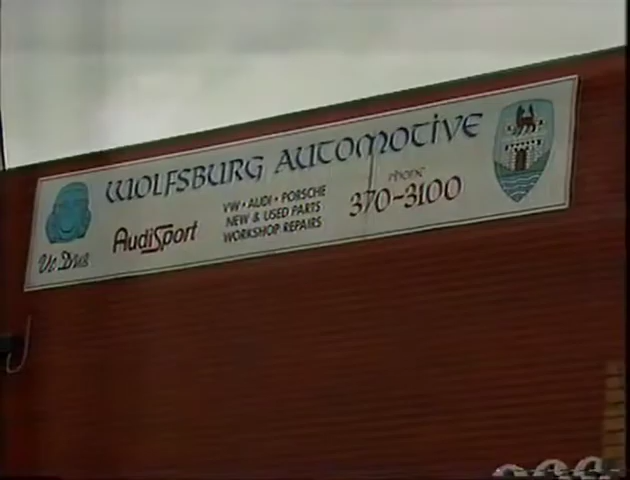 WOLFSBURG AUTOMOTIVE
AudiSport
VW • AUDI • PORSCHE
NEW & USED PARTS
WORKSHOP REPAIRS
phone
370-3100